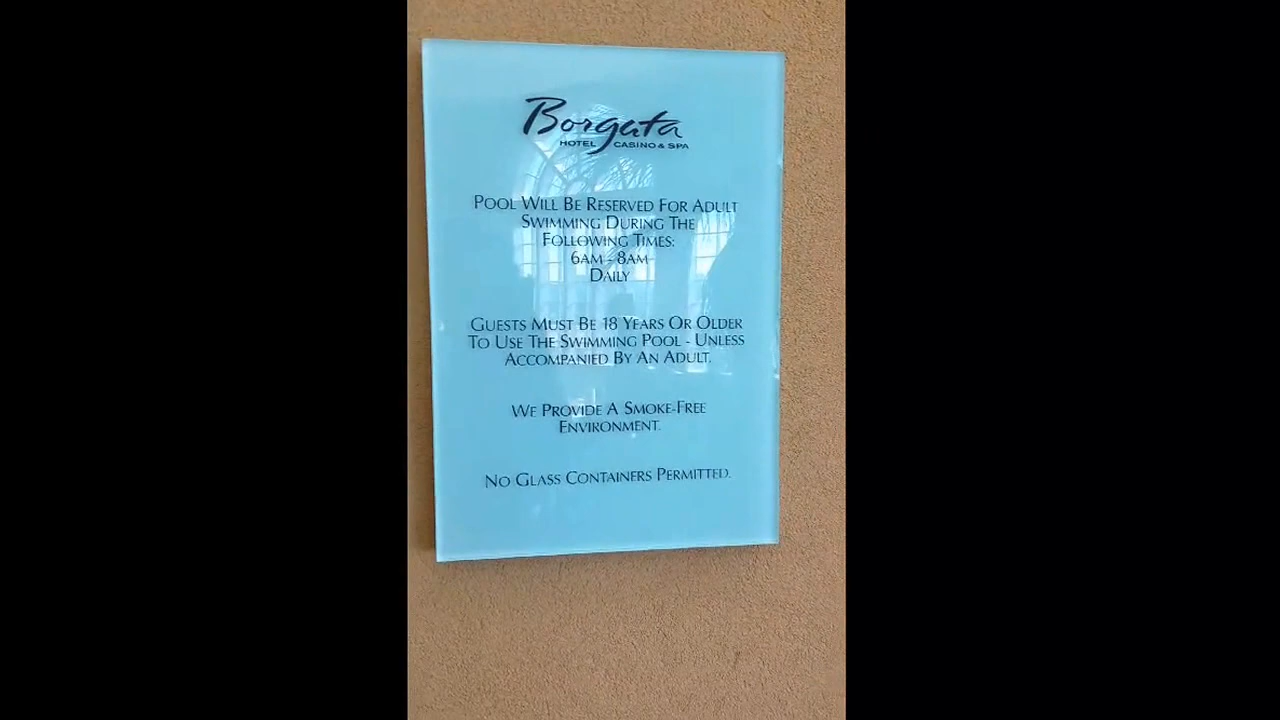 Borgata
HOTEL CASINO & SPA
POOL WILL BE RESERVED FOR ADULT
SWIMMING DURING THE
FOLLOWING TIMES:
6AM - 8AM
DAILY
GUESTS MUST BE 18 YEARS OR OLDER
TO USE THE SWIMMING POOL - UNLESS
ACCOMPANIED BY AN ADULT.
WE PROVIDE A SMOKE-FREE
ENVIRONMENT.
NO GLASS CONTAINERS PERMITTED.